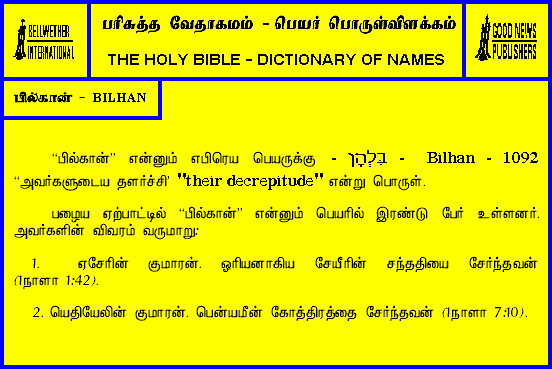 BELLWETHER
INTERNATIONAL
பரிசுத்த வேதாகமம் - பெயர் பொருள்விளக்கம்
THE HOLY BIBLE - DICTIONARY OF NAMES
GOOD NEWS
PUBLISHERS
பில்கான் - BILHAN
“பில்கான்” என்னும் எபிரெய பெயருக்கு - בִּלְהָן - Bilhan - 1092
“அவர்களுடைய தளர்ச்சி’ "their decrepitude" என்று பொருள்.
பழைய ஏற்பாட்டில் “பில்கான்” என்னும் பெயரில் இரண்டு பேர் உள்ளனர்.
அவர்களின் விவரம் வருமாறு:
1. ஏசேரின் குமாரன். ஒரியனாகிய சேயீரின் சந்ததியை சேர்ந்தவன்
(1நாளா 1:42).
2. யெதியேலின் குமாரன். பென்யமீன் கோத்திரத்தை சேர்ந்தவன் (1நாளா 7:10).